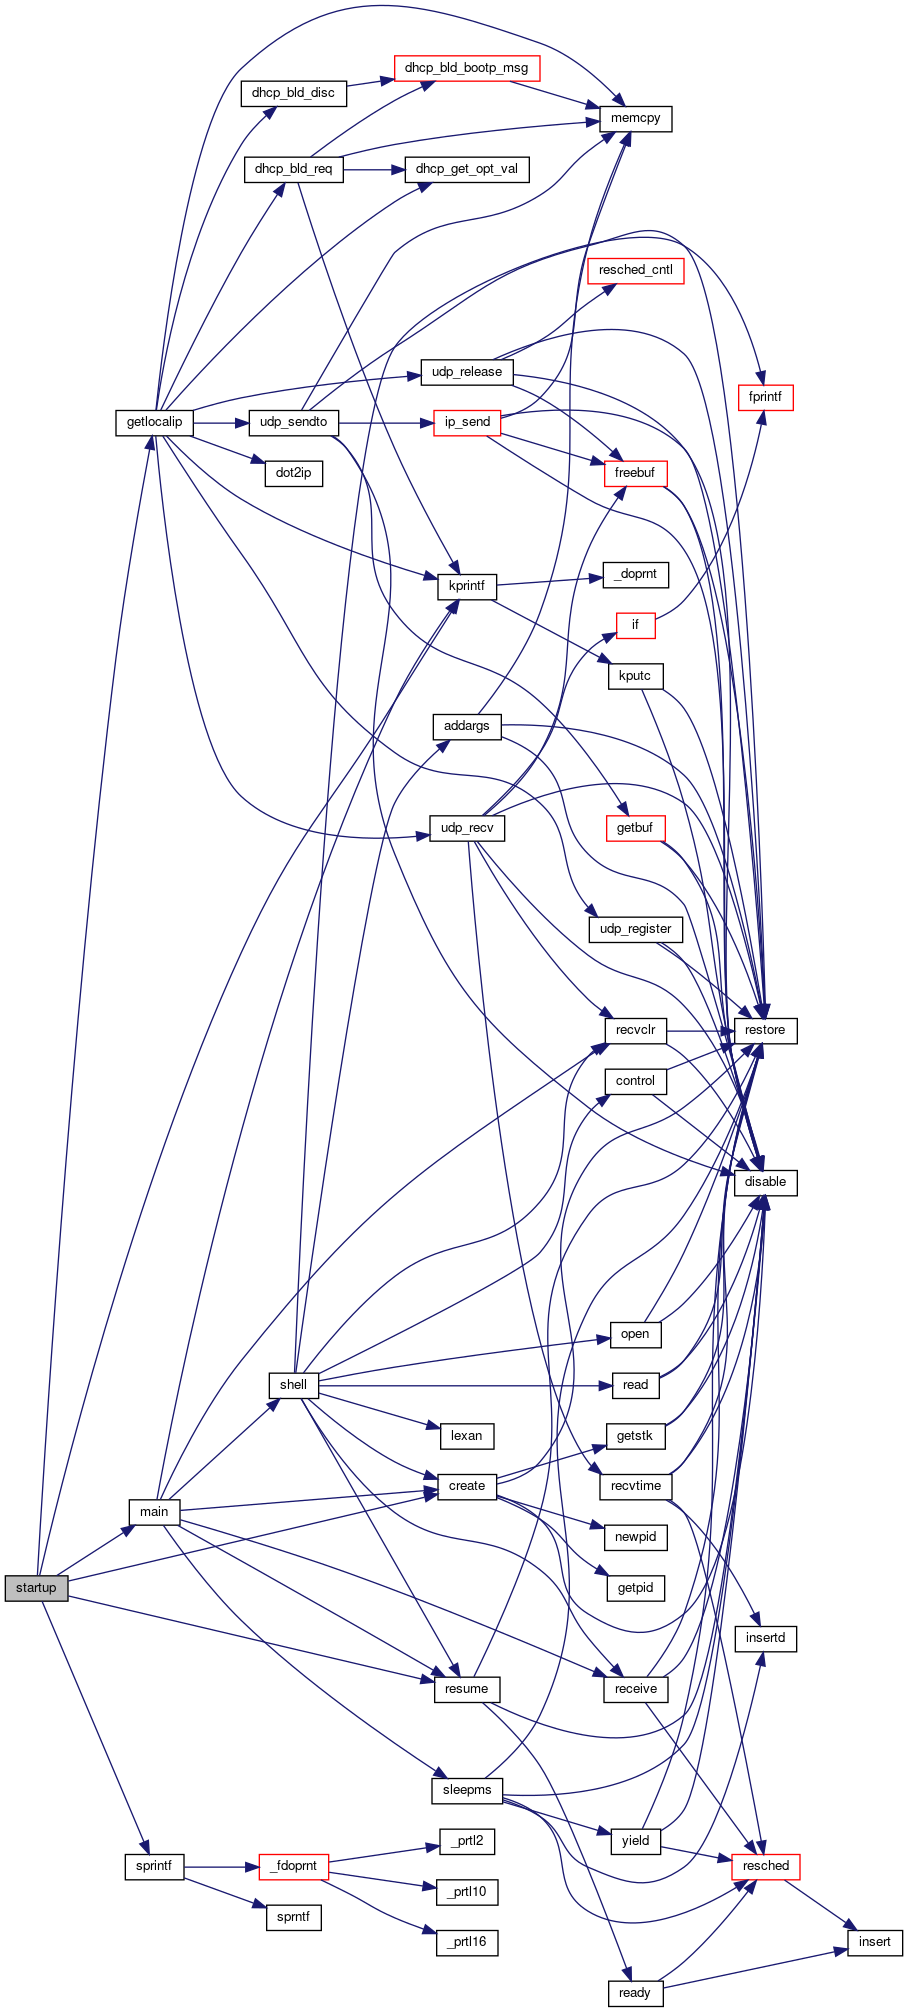 dhcp_bld_bootp_msg
dhcp_bld_disc
memcpy
dhcp_bld_req
dhcp_get_opt_val
resched_cntl
udp_release
fprintf
getlocalip
udp_sendto
ip_send
dot2ip
freebuf
kprintf
_doprnt
if
kputc
addargs
udp_recv
getbuf
udp_register
recvclr
restore
control
disable
open
shell
read
lexan
getstk
create
recvtime
main
newpid
startup
getpid
insertd
resume
receive
sleepms
_prtl2
yield
sprintf
_fdoprnt
resched
_prtl10
sprntf
_prtl16
insert
ready